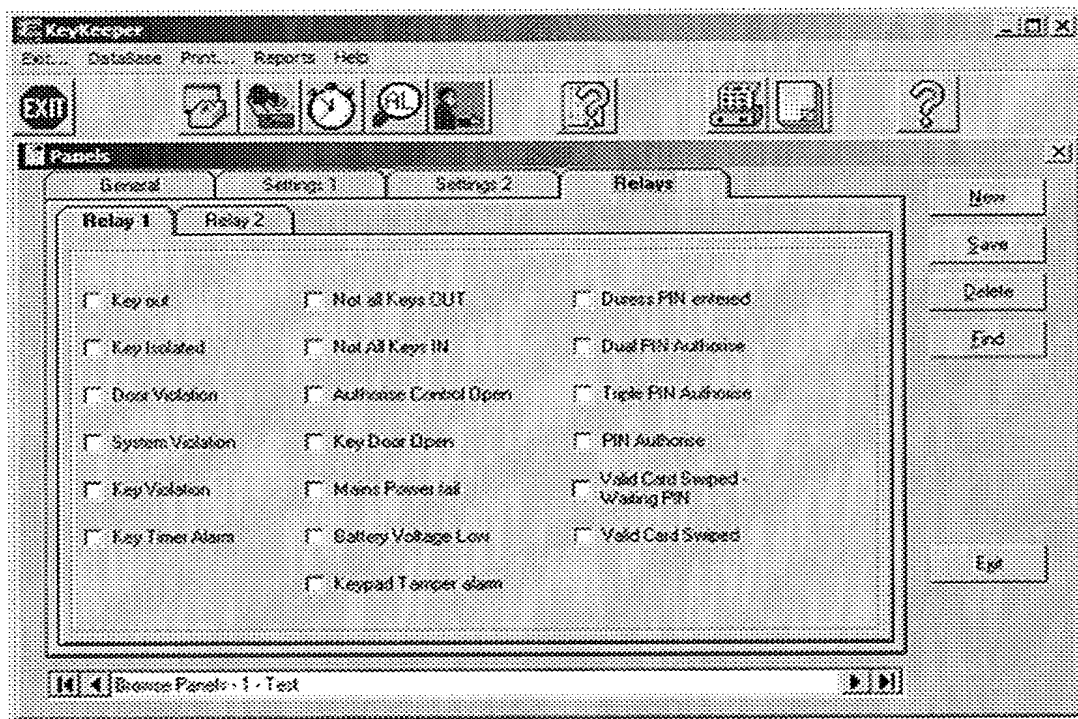 KeyKeeper
Exit... DataBase Print... Reports Help
EXIT
AL
Panels
General Settings 1 Settings 2 Relays
Relay 1 Relay 2
New
Save
Delete
Find
Exit
Key out Not all Keys OUT Duress PIN entered
Key Isolated Not All Keys IN Dual PIN Authorise
Door Violation Authorise Control Open Triple PIN Authorise
System Violation Key Door Open PIN Authorise
Key Violation Mains Power fail Valid Card Swiped -
Waiting PIN
Key Timer Alarm Battery Voltage Low Valid Card Swiped
Keypad Tamper alarm
Browse Panels - 1 - Test